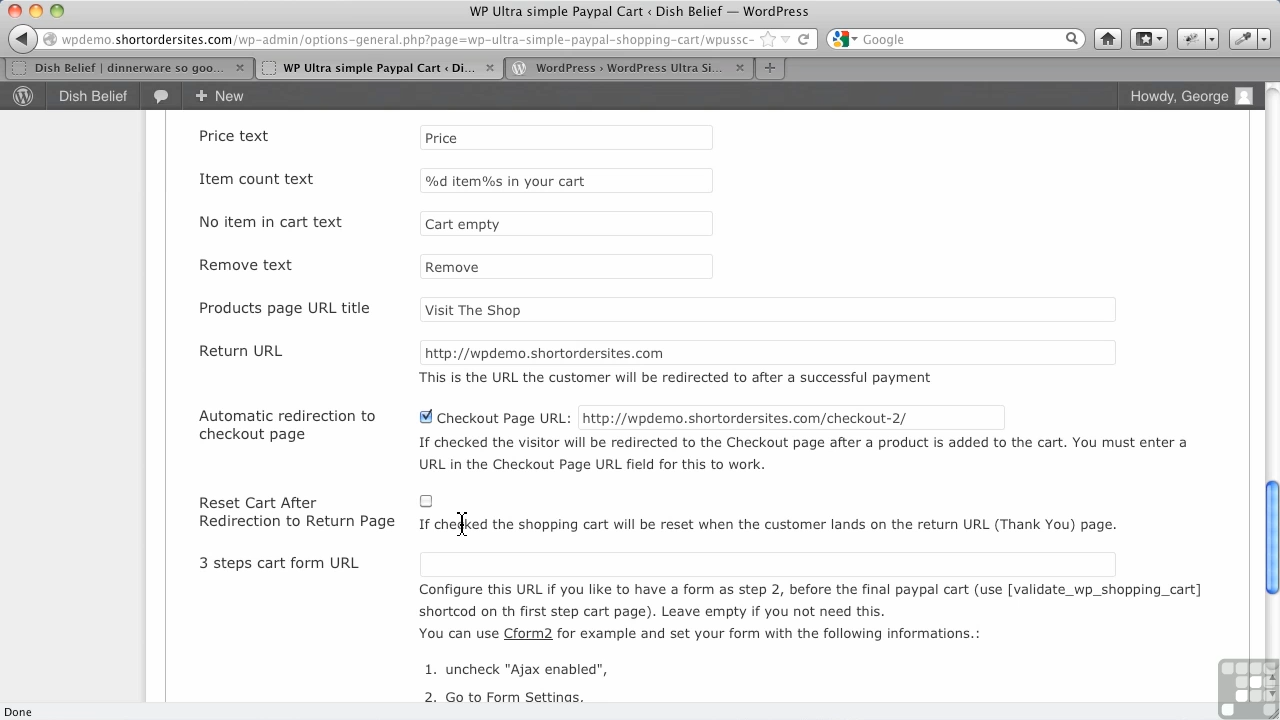 WP Ultra simple Paypal Cart ‹ Dish Belief — WordPress
wpdemo.shortordersites.com/wp-admin/options-general.php?page=wp-ultra-simple-paypal-shopping-cart/wpussc-
Google
Dish Belief | dinnerware so goo...
WP Ultra simple Paypal Cart ‹ Di...
WordPress › WordPress Ultra Si...
Dish Belief
New
Howdy, George
Price text
Price
Item count text
%d item%s in your cart
No item in cart text
Cart empty
Remove text
Remove
Products page URL title
Visit The Shop
Return URL
http://wpdemo.shortordersites.com
This is the URL the customer will be redirected to after a successful payment
Automatic redirection to
checkout page
Checkout Page URL: http://wpdemo.shortordersites.com/checkout-2/
If checked the visitor will be redirected to the Checkout page after a product is added to the cart. You must enter a
URL in the Checkout Page URL field for this to work.
Reset Cart After
Redirection to Return Page
If checked the shopping cart will be reset when the customer lands on the return URL (Thank You) page.
3 steps cart form URL
Configure this URL if you like to have a form as step 2, before the final paypal cart (use [validate_wp_shopping_cart]
shortcod on th first step cart page). Leave empty if you not need this.
You can use Cform2 for example and set your form with the following informations.:
1. uncheck "Ajax enabled",
2. Go to Form Settings,
Done